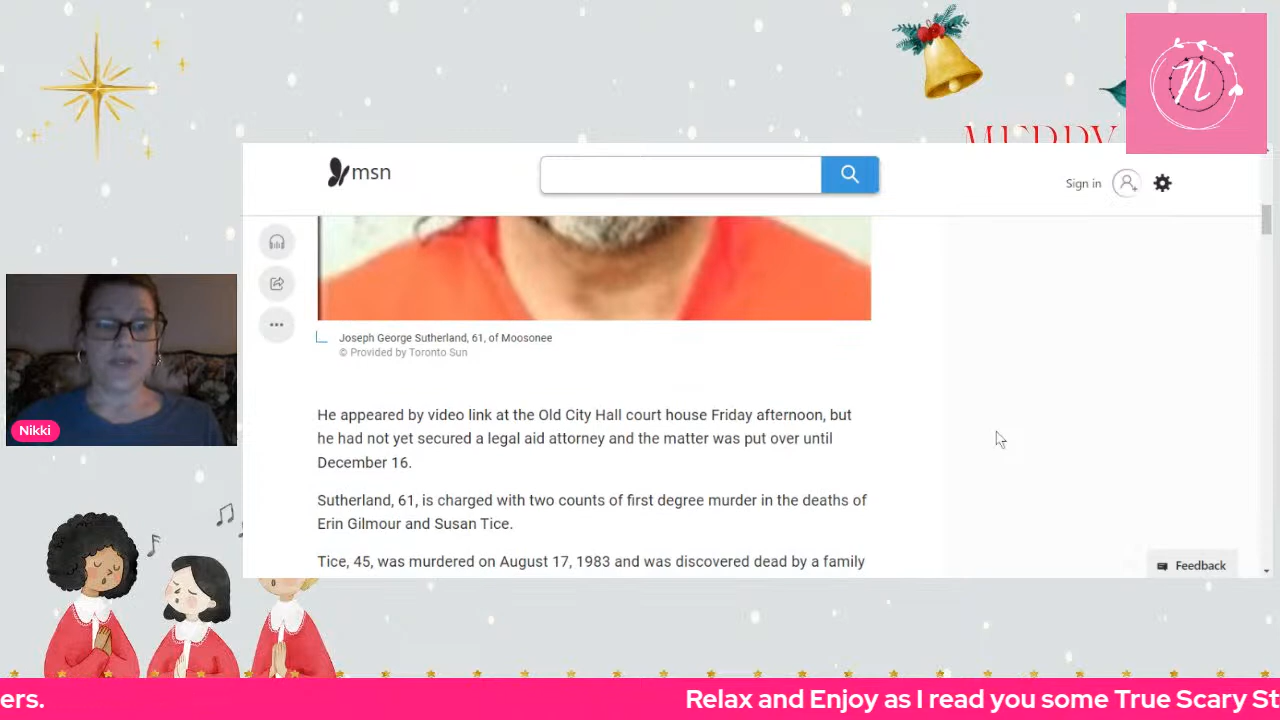 MERRY
N
msn
Sign in
Joseph George Sutherland, 61, of Moosonee
© Provided by Toronto Sun
He appeared by video link at the Old City Hall court house Friday afternoon, but
he had not yet secured a legal aid attorney and the matter was put over until
December 16.
Sutherland, 61, is charged with two counts of first degree murder in the deaths of
Erin Gilmour and Susan Tice.
Tice, 45, was murdered on August 17, 1983 and was discovered dead by a family
Feedback
Nikki
ers.
Relax and Enjoy as I read you some True Scary St